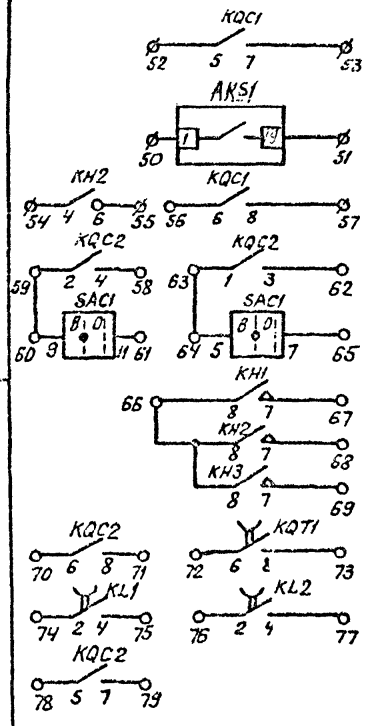 KQC1
52 5 7 53
AKS1
50 1 19 51
KH2 KQC1
54 4 6 55 56 6 8 57
KQC2 KQC2
59 2 4 58 63 1 3 62
SAC1 SAC1
В О В О
60 9 11 61 64 5 7 65
KH1
66 8 7 67
KH2
8 7 68
KH3
8 7 69
KQC2 KQT1
70 6 8 71 72 6 8 73
KL1 KL2
74 2 4 75 76 2 4 77
KQC2
78 5 7 79